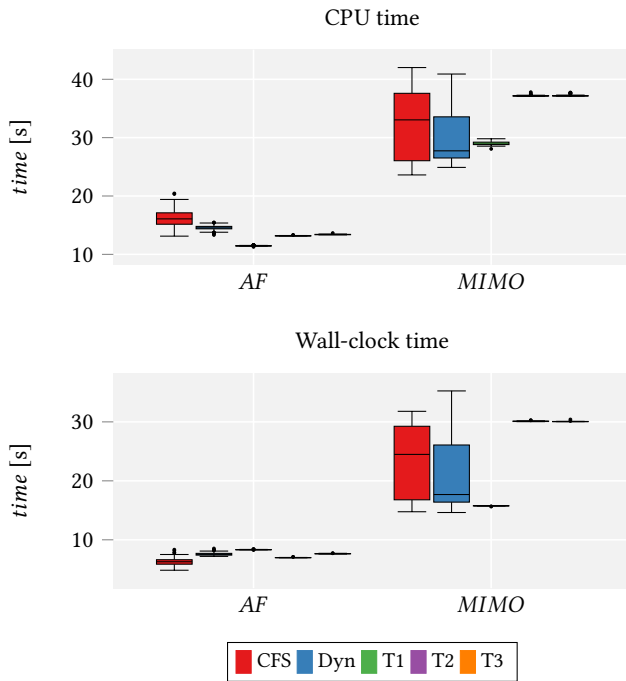 CPU time
40
30
20
10
time [s]
AF MIMO
Wall-clock time
30
20
10
time [s]
AF MIMO
CFS Dyn T1 T2 T3